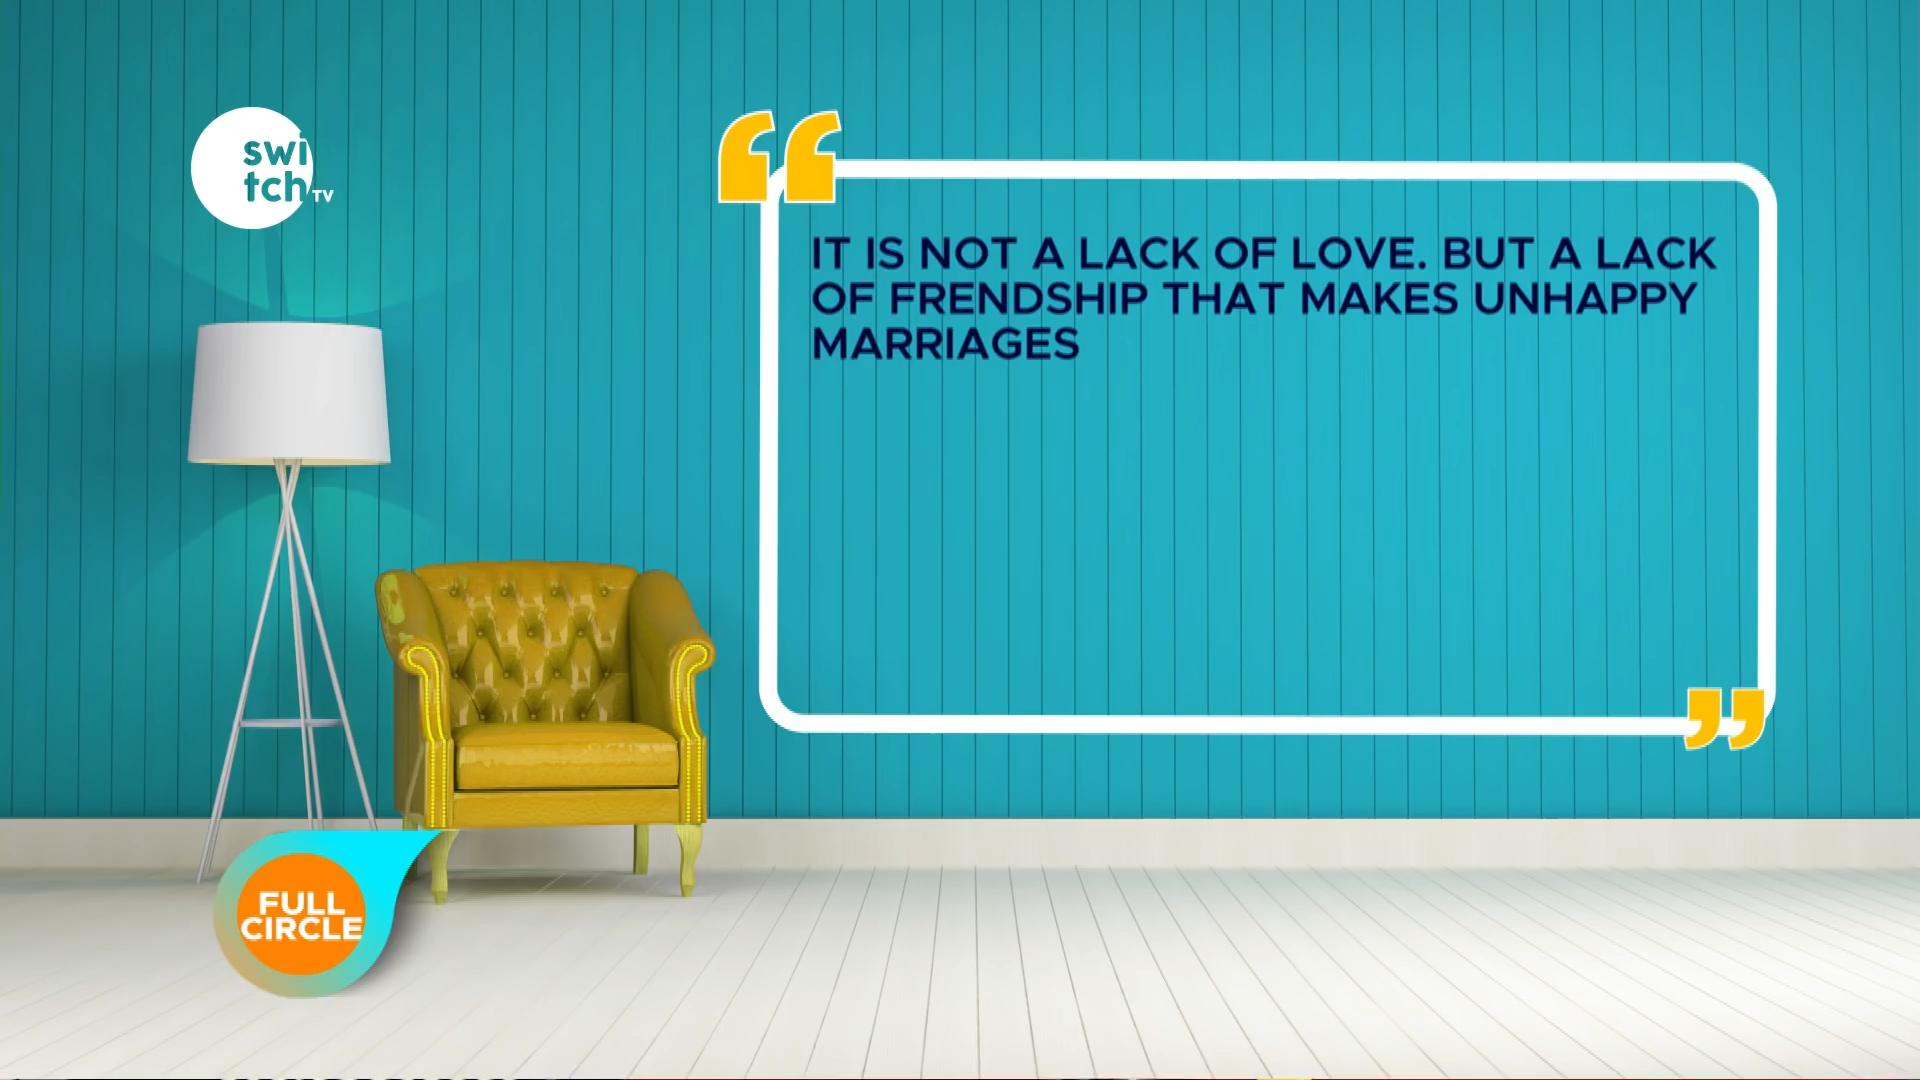 swi
tch TV
IT IS NOT A LACK OF LOVE. BUT A LACK
OF FRENDSHIP THAT MAKES UNHAPPY
MARRIAGES
FULL
CIRCLE